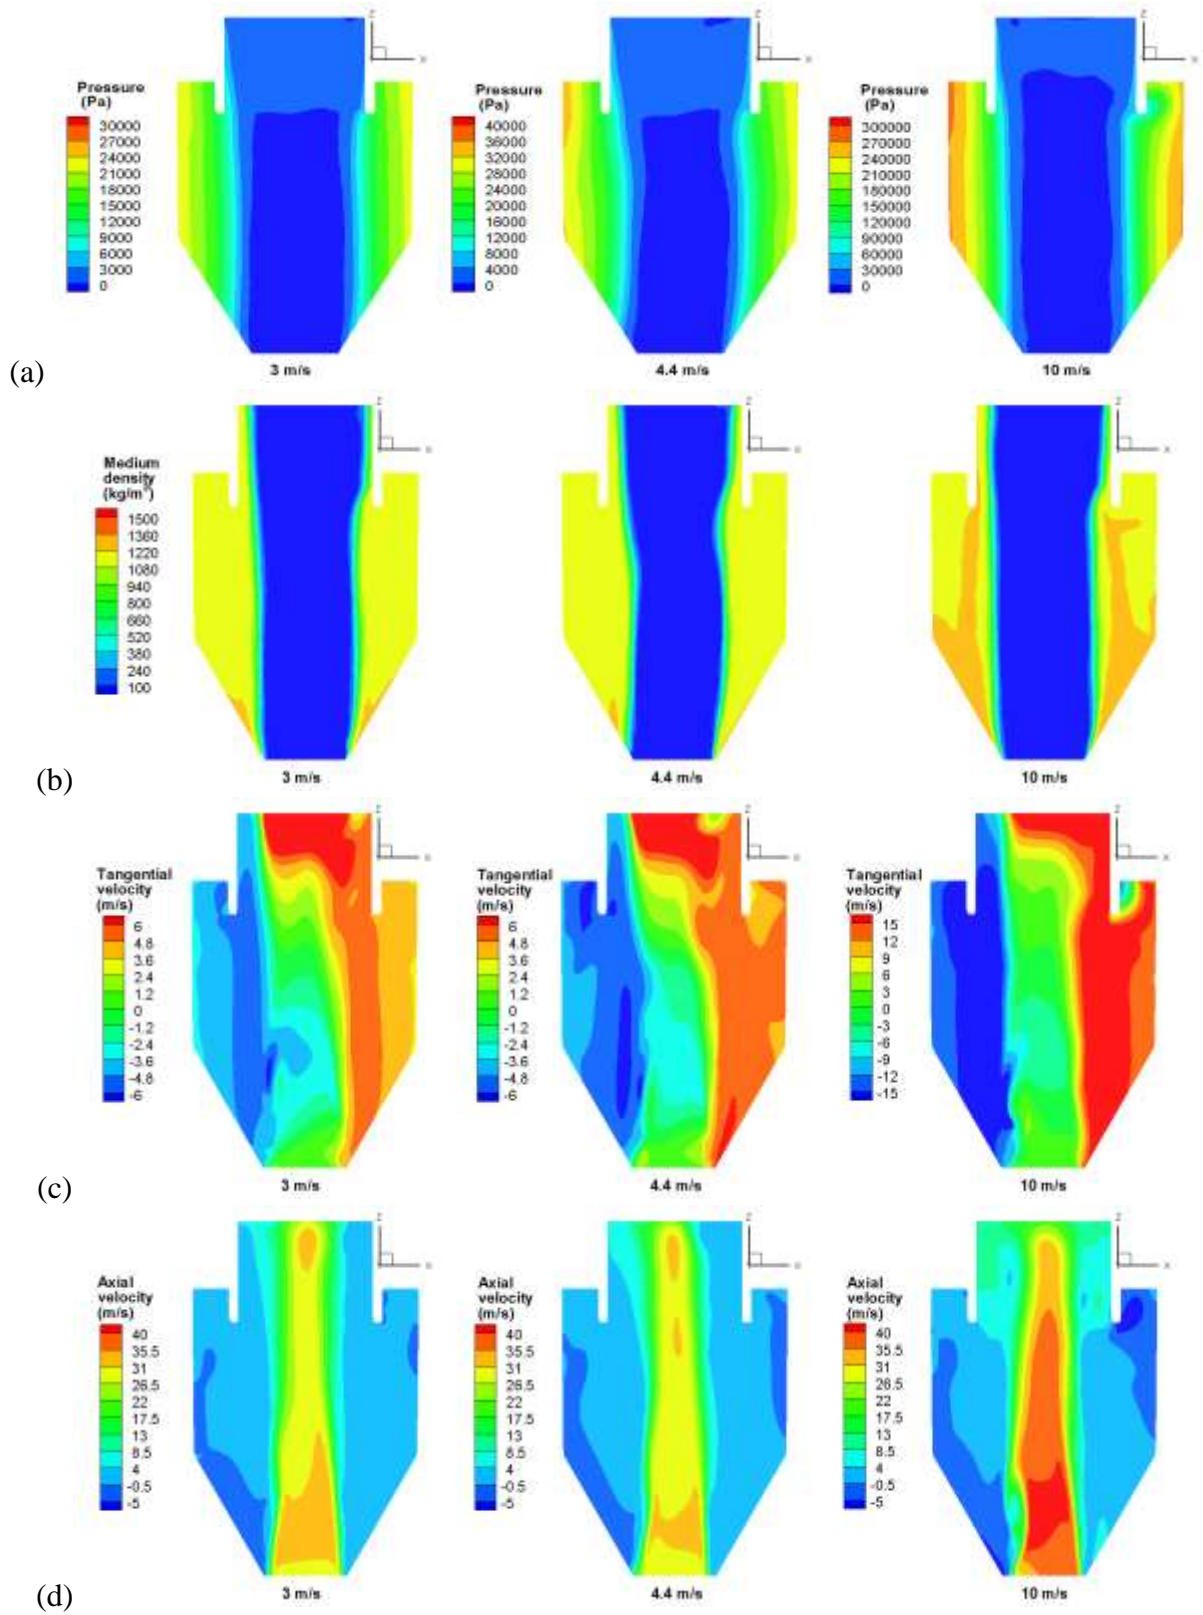 z
x
Pressure
(Pa)
30000
27000
24000
21000
18000
15000
12000
9000
6000
3000
0
3 m/s
z
x
Pressure
(Pa)
40000
36000
32000
28000
24000
20000
16000
12000
8000
4000
0
4.4 m/s
z
x
Pressure
(Pa)
300000
270000
240000
210000
180000
150000
120000
90000
60000
30000
0
10 m/s
(a)
z
x
Medium
density
(kg/m³)
1500
1360
1220
1080
940
800
660
520
380
240
100
3 m/s
z
x
4.4 m/s
z
x
10 m/s
(b)
z
x
Tangential
velocity
(m/s)
6
4.8
3.6
2.4
1.2
0
-1.2
-2.4
-3.6
-4.8
-6
3 m/s
z
x
Tangential
velocity
(m/s)
6
4.8
3.6
2.4
1.2
0
-1.2
-2.4
-3.6
-4.8
-6
4.4 m/s
z
x
Tangential
velocity
(m/s)
15
12
9
6
3
0
-3
-6
-9
-12
-15
10 m/s
(c)
z
x
Axial
velocity
(m/s)
40
35.5
31
26.5
22
17.5
13
8.5
4
-0.5
-5
3 m/s
z
x
Axial
velocity
(m/s)
40
35.5
31
26.5
22
17.5
13
8.5
4
-0.5
-5
4.4 m/s
z
x
Axial
velocity
(m/s)
40
35.5
31
26.5
22
17.5
13
8.5
4
-0.5
-5
10 m/s
(d)